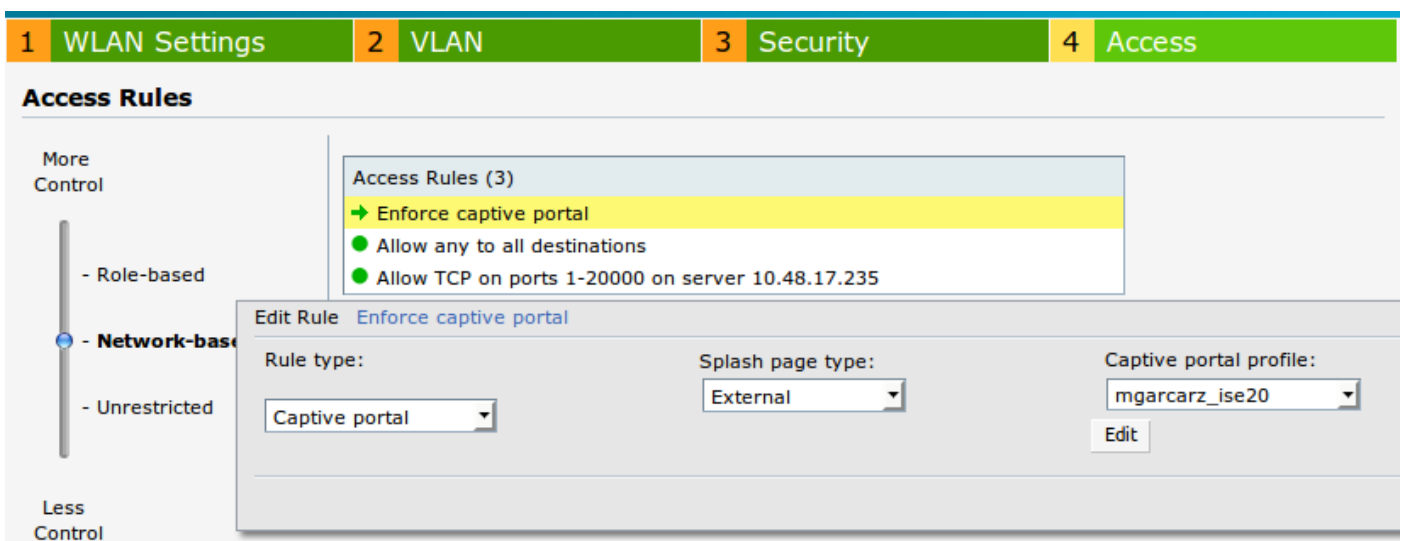 1 WLAN Settings 2 VLAN 3 Security 4 Access
Access Rules
More
Control
- Role-based
- Network-base
- Unrestricted
Less
Control
Access Rules (3)
Enforce captive portal
Allow any to all destinations
Allow TCP on ports 1-20000 on server 10.48.17.235
Edit Rule Enforce captive portal
Rule type: Splash page type: Captive portal profile:
Captive portal External mgarcarz_ise20
Edit